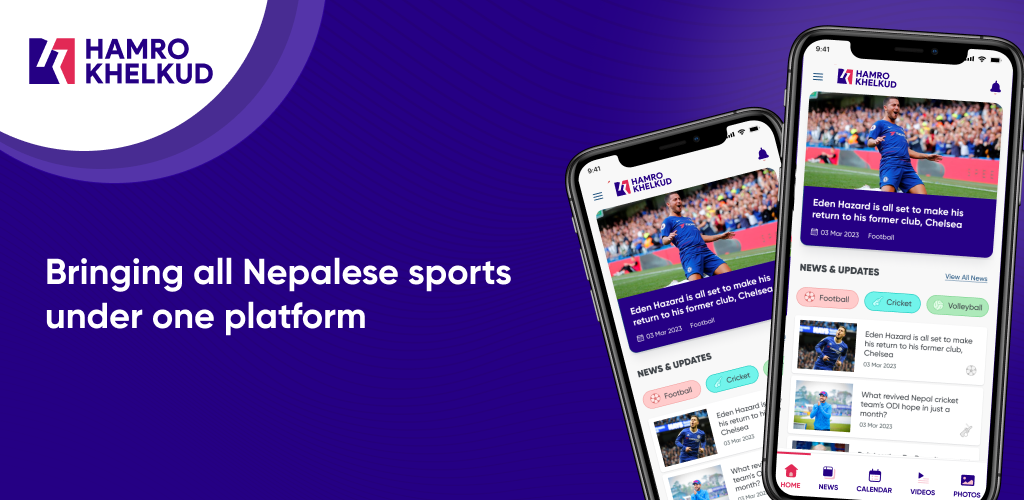 HAMRO
KHELKUD
Bringing all Nepalese sports
under one platform
9:41
HAMRO
KHELKUD
Eden Hazard is all set to make his
return to his former club, Chelsea
03 Mar 2023 Football
NEWS & UPDATES
Football Cricket
Eden Hazard is
his return to his
Chelsea
03 Mar 2023
What rev
team's O
month?
9:41
HAMRO
KHELKUD
Eden Hazard is all set to make his
return to his former club, Chelsea
03 Mar 2023 Football
NEWS & UPDATES View All News
Football Cricket Volleyball
Eden Hazard is all set to make
his return to his former club,
Chelsea
03 Mar 2023
What revived Nepal cricket
team's ODI hope in just a
month?
03 Mar 2023
HOME NEWS CALENDAR VIDEOS PHOTOS